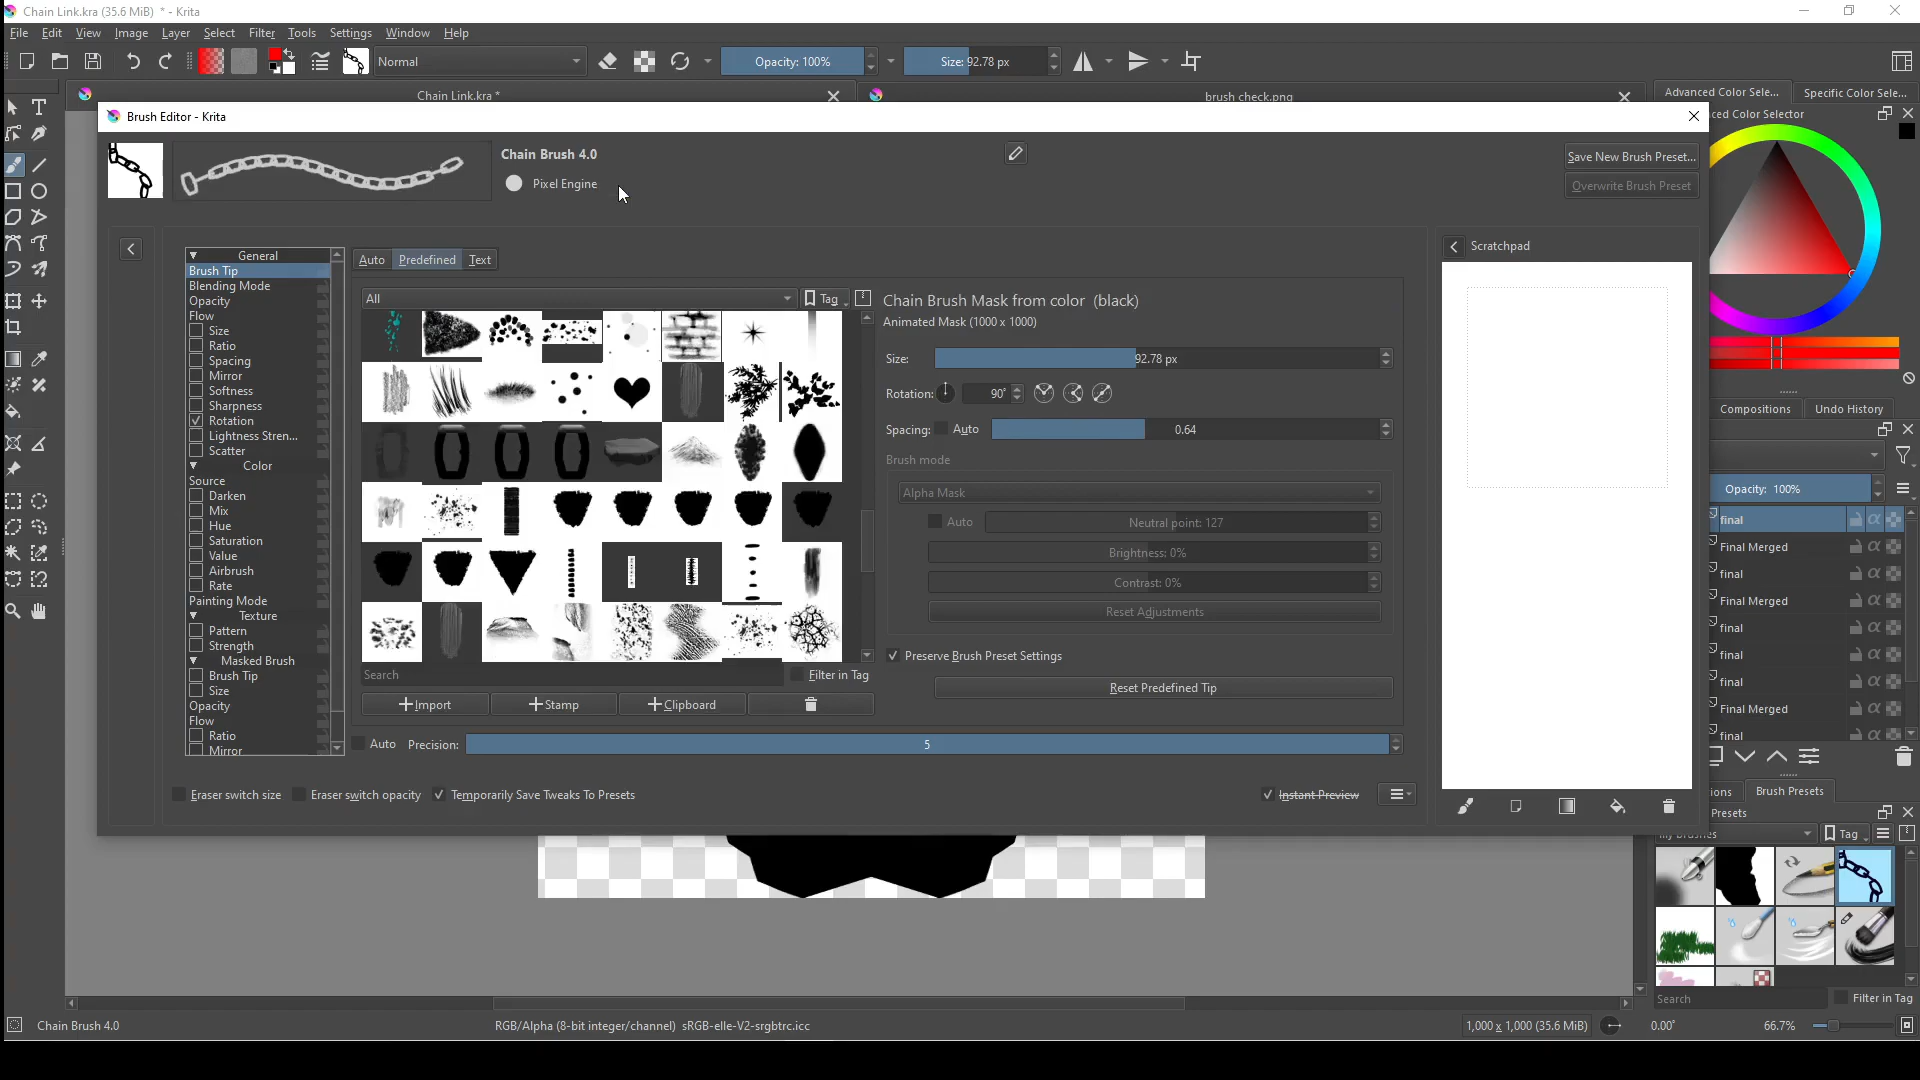 Chain Link.kra (35.6 MiB) * - Krita
File Edit View Image Layer Select Filter Tools Settings Window Help
Normal
Opacity: 100%
Size: 92.78 px
Chain Link.kra *
brush check.png
Advanced Color Sele...
Specific Color Sele...
ced Color Selector
Brush Editor - Krita
Chain Brush 4.0
Pixel Engine
Save New Brush Preset...
Overwrite Brush Preset
General
Brush Tip
Blending Mode
Opacity
Flow
Size
Ratio
Spacing
Mirror
Softness
Sharpness
Rotation
Lightness Stren...
Scatter
Color
Source
Darken
Mix
Hue
Saturation
Value
Airbrush
Rate
Painting Mode
Texture
Pattern
Strength
Masked Brush
Brush Tip
Size
Opacity
Flow
Ratio
Mirror
Auto Predefined Text
All
Tag
Search
Filter in Tag
Import
Stamp
Clipboard
Auto Precision: 5
Chain Brush Mask from color (black)
Animated Mask (1000 x 1000)
Size: 92.78 px
Rotation: 90°
Spacing: Auto 0.64
Brush mode
Alpha Mask
Auto Neutral point: 127
Brightness: 0%
Contrast: 0%
Reset Adjustments
Preserve Brush Preset Settings
Reset Predefined Tip
Eraser switch size
Eraser switch opacity
Temporarily Save Tweaks To Presets
Instant Preview
Scratchpad
Compositions
Undo History
Opacity: 100%
final
Final Merged
final
Final Merged
final
final
final
Final Merged
final
ions
Brush Presets
Presets
My Brushes
Tag
Search
Filter in Tag
Chain Brush 4.0
RGB/Alpha (8-bit integer/channel) sRGB-elle-V2-srgbtrc.icc
1,000 x 1,000 (35.6 MiB)
0.00°
66.7%